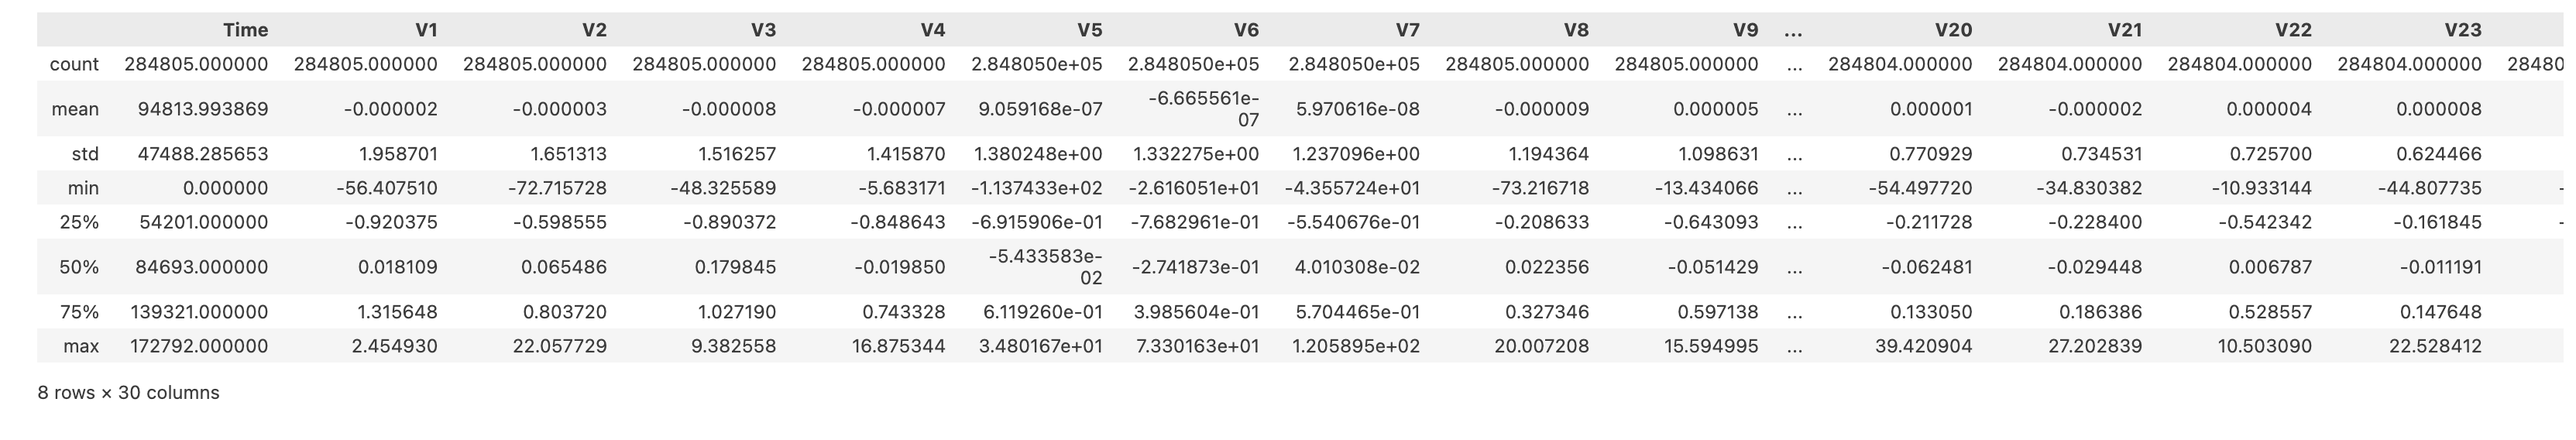 Time V1 V2 V3 V4 V5 V6 V7 V8 V9 ... V20 V21 V22 V23
count 284805.000000 284805.000000 284805.000000 284805.000000 284805.000000 2.848050e+05 2.848050e+05 2.848050e+05 284805.000000 284805.000000 ... 284804.000000 284804.000000 284804.000000 284804.000000 28480
mean 94813.993869 -0.000002 -0.000003 -0.000008 -0.000007 9.059168e-07 -6.665561e-07 5.970616e-08 -0.000009 0.000005 ... 0.000001 -0.000002 0.000004 0.000008
std 47488.285653 1.958701 1.651313 1.516257 1.415870 1.380248e+00 1.332275e+00 1.237096e+00 1.194364 1.098631 ... 0.770929 0.734531 0.725700 0.624466
min 0.000000 -56.407510 -72.715728 -48.325589 -5.683171 -1.137433e+02 -2.616051e+01 -4.355724e+01 -73.216718 -13.434066 ... -54.497720 -34.830382 -10.933144 -44.807735 -
25% 54201.000000 -0.920375 -0.598555 -0.890372 -0.848643 -6.915906e-01 -7.682961e-01 -5.540676e-01 -0.208633 -0.643093 ... -0.211728 -0.228400 -0.542342 -0.161845 -
50% 84693.000000 0.018109 0.065486 0.179845 -0.019850 -5.433583e-02 -2.741873e-01 4.010308e-02 0.022356 -0.051429 ... -0.062481 -0.029448 0.006787 -0.011191
75% 139321.000000 1.315648 0.803720 1.027190 0.743328 6.119260e-01 3.985604e-01 5.704465e-01 0.327346 0.597138 ... 0.133050 0.186386 0.528557 0.147648
max 172792.000000 2.454930 22.057729 9.382558 16.875344 3.480167e+01 7.330163e+01 1.205895e+02 20.007208 15.594995 ... 39.420904 27.202839 10.503090 22.528412
8 rows × 30 columns